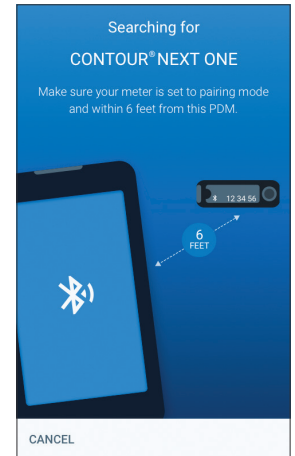 Searching for
CONTOUR®NEXT ONE
Make sure your meter is set to pairing mode
and within 6 feet from this PDM.
12 34 56
6
FEET
CANCEL